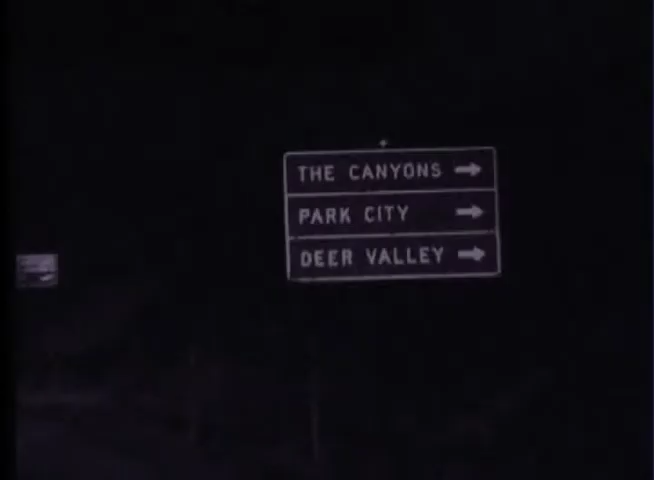 THE CANYONS →
PARK CITY →
DEER VALLEY →